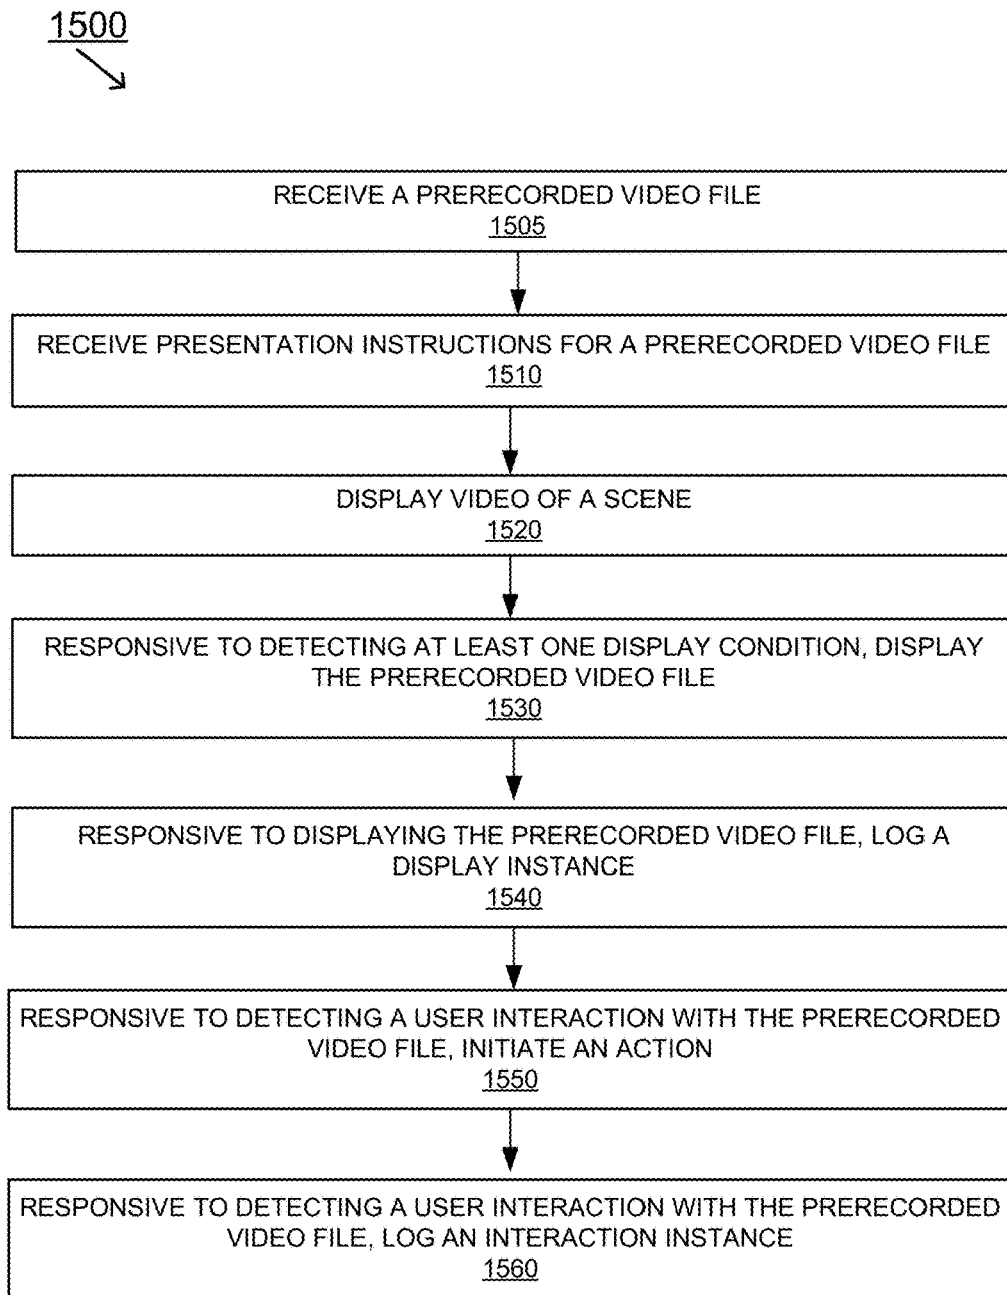 1500
RECEIVE A PRERECORDED VIDEO FILE
1505
RECEIVE PRESENTATION INSTRUCTIONS FOR A PRERECORDED VIDEO FILE
1510
DISPLAY VIDEO OF A SCENE
1520
RESPONSIVE TO DETECTING AT LEAST ONE DISPLAY CONDITION, DISPLAY
THE PRERECORDED VIDEO FILE
1530
RESPONSIVE TO DISPLAYING THE PRERECORDED VIDEO FILE, LOG A
DISPLAY INSTANCE
1540
RESPONSIVE TO DETECTING A USER INTERACTION WITH THE PRERECORDED
VIDEO FILE, INITIATE AN ACTION
1550
RESPONSIVE TO DETECTING A USER INTERACTION WITH THE PRERECORDED
VIDEO FILE, LOG AN INTERACTION INSTANCE
1560